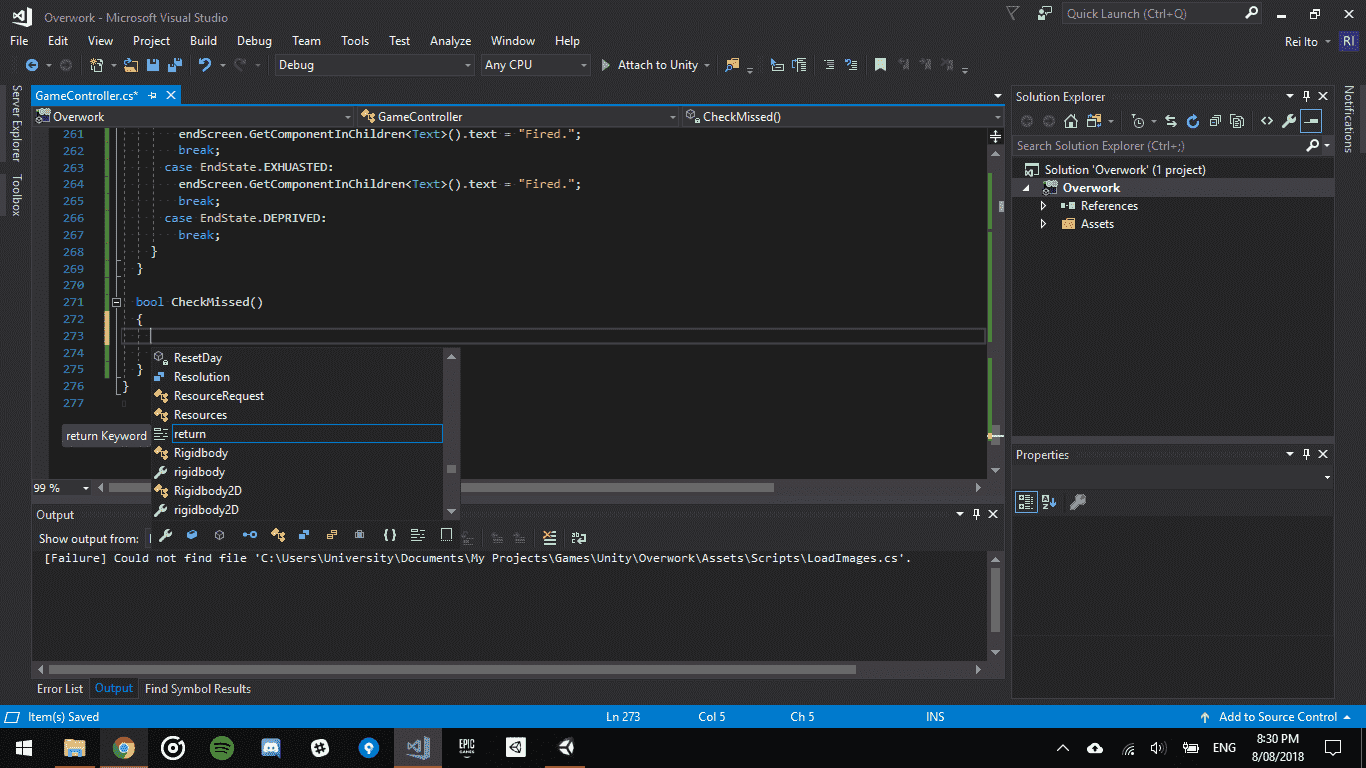 Overwork - Microsoft Visual Studio
Quick Launch (Ctrl+Q)
File Edit View Project Build Debug Team Tools Test Analyze Window Help
Rei Ito RI
Debug Any CPU Attach to Unity
Server Explorer
Toolbox
Notifications
GameController.cs*
Overwork GameController CheckMissed()
261 endScreen.GetComponentInChildren<Text>().text = "Fired.";
262 break;
263 case EndState.EXHUASTED:
264 endScreen.GetComponentInChildren<Text>().text = "Fired.";
265 break;
266 case EndState.DEPRIVED:
267 break;
268 }
269 }
270
271 bool CheckMissed()
272 {
273
274
275 }
276 }
277
ResetDay
Resolution
ResourceRequest
Resources
return
Rigidbody
rigidbody
Rigidbody2D
rigidbody2D
return Keyword
99 %
Output
Show output from:
[Failure] Could not find file 'C:\Users\University\Documents\My Projects\Games\Unity\Overwork\Assets\Scripts\LoadImages.cs'.
Error List Output Find Symbol Results
Solution Explorer
Search Solution Explorer (Ctrl+;)
Solution 'Overwork' (1 project)
Overwork
References
Assets
Properties
Item(s) Saved Ln 273 Col 5 Ch 5 INS Add to Source Control
EPIC GAMES
ENG
8:30 PM
8/08/2018